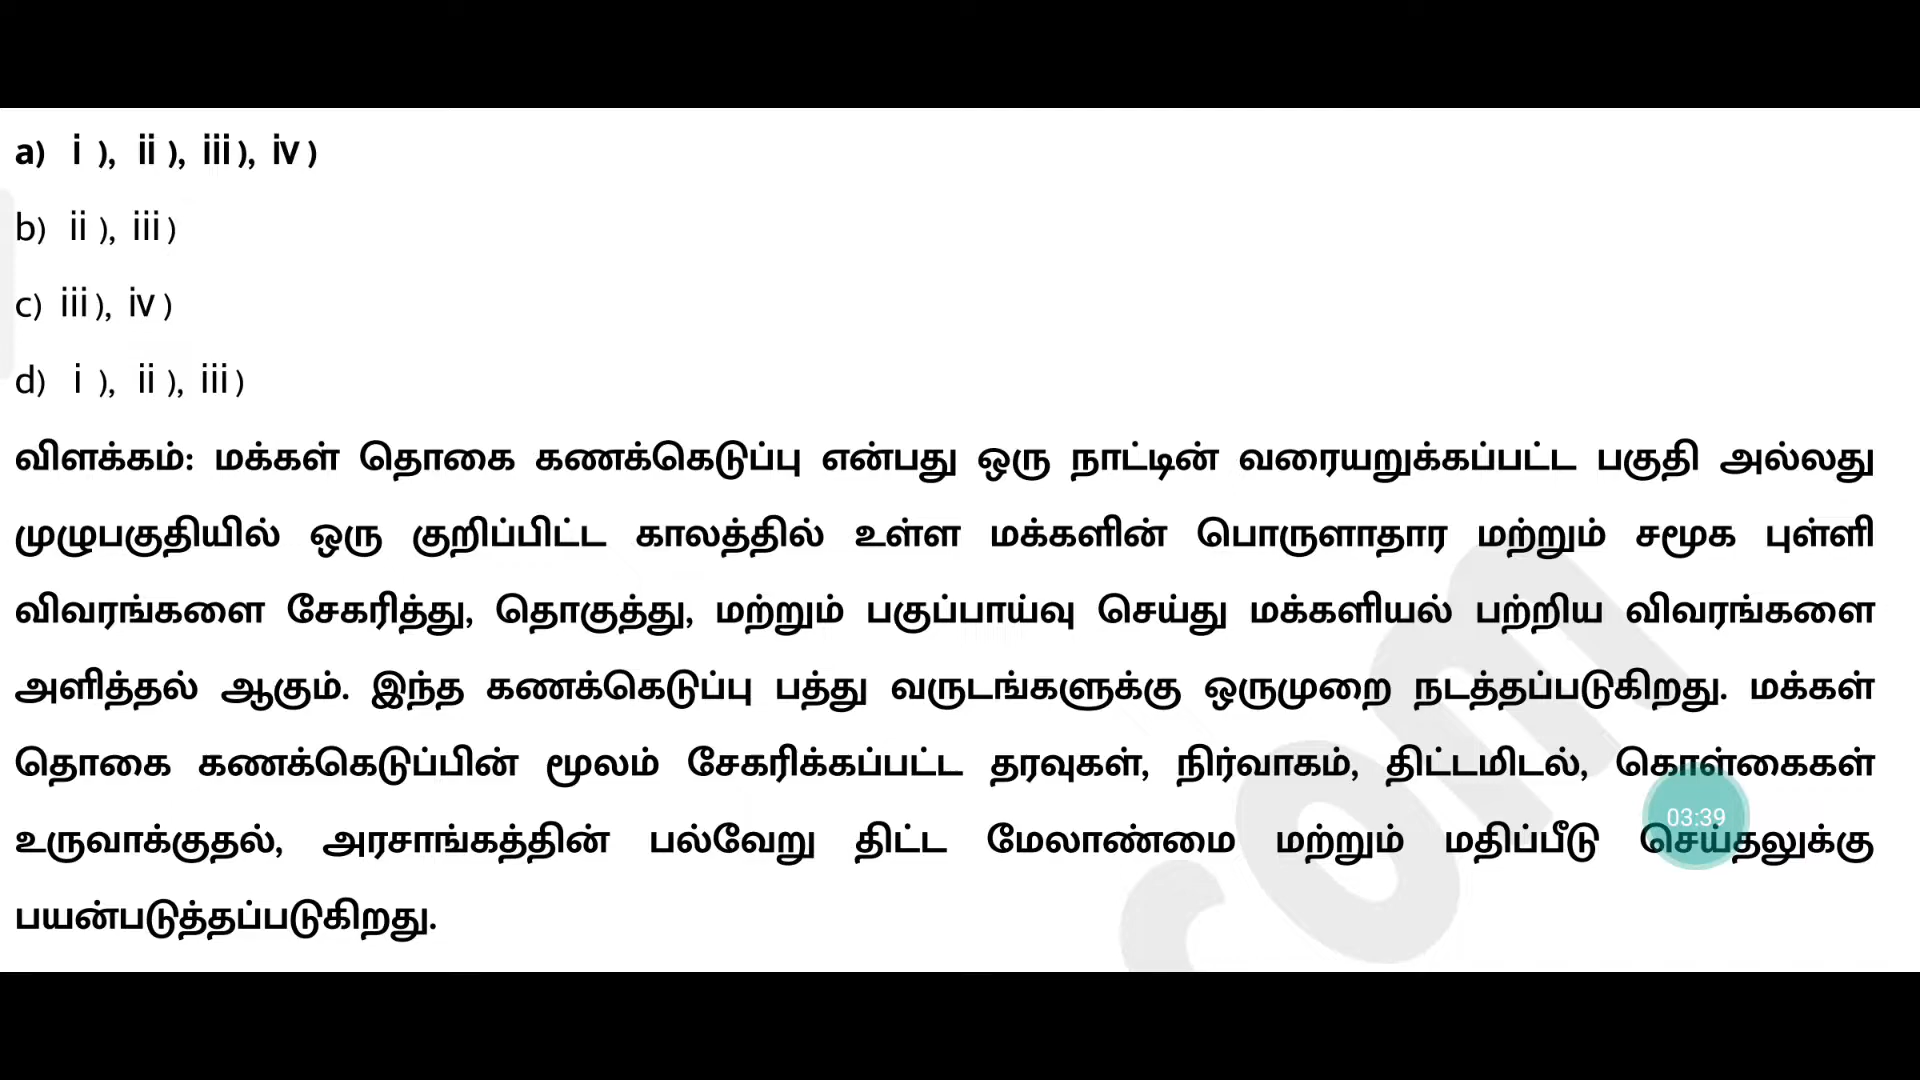 a) i ), ii ), iii ), iv )
b) ii ), iii )
c) iii ), iv )
d) i ), ii ), iii )
விளக்கம்: மக்கள் தொகை கணக்கெடுப்பு என்பது ஒரு நாட்டின் வரையறுக்கப்பட்ட பகுதி அல்லது
முழுபகுதியில் ஒரு குறிப்பிட்ட காலத்தில் உள்ள மக்களின் பொருளாதார மற்றும் சமூக புள்ளி
விவரங்களை சேகரித்து, தொகுத்து, மற்றும் பகுப்பாய்வு செய்து மக்களியல் பற்றிய விவரங்களை
அளித்தல் ஆகும். இந்த கணக்கெடுப்பு பத்து வருடங்களுக்கு ஒருமுறை நடத்தப்படுகிறது. மக்கள்
தொகை கணக்கெடுப்பின் மூலம் சேகரிக்கப்பட்ட தரவுகள், நிர்வாகம், திட்டமிடல், கொள்கைகள்
உருவாக்குதல், அரசாங்கத்தின் பல்வேறு திட்ட மேலாண்மை மற்றும் மதிப்பீடு செய்தலுக்கு
பயன்படுத்தப்படுகிறது.
03:39
com